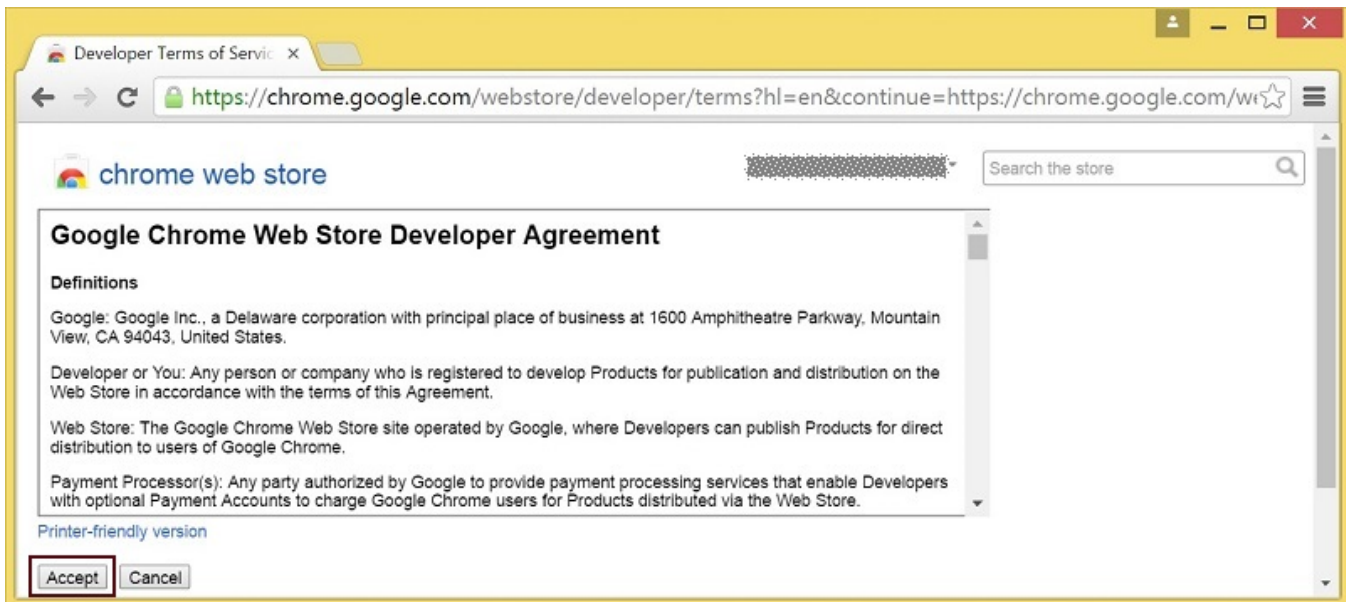 Developer Terms of Servic
https://chrome.google.com/webstore/developer/terms?hl=en&continue=https://chrome.google.com/we
chrome web store
Search the store
Google Chrome Web Store Developer Agreement
Definitions
Google: Google Inc., a Delaware corporation with principal place of business at 1600 Amphitheatre Parkway, Mountain
View, CA 94043, United States.
Developer or You: Any person or company who is registered to develop Products for publication and distribution on the
Web Store in accordance with the terms of this Agreement.
Web Store: The Google Chrome Web Store site operated by Google, where Developers can publish Products for direct
distribution to users of Google Chrome.
Payment Processor(s): Any party authorized by Google to provide payment processing services that enable Developers
with optional Payment Accounts to charge Google Chrome users for Products distributed via the Web Store.
Printer-friendly version
Accept Cancel